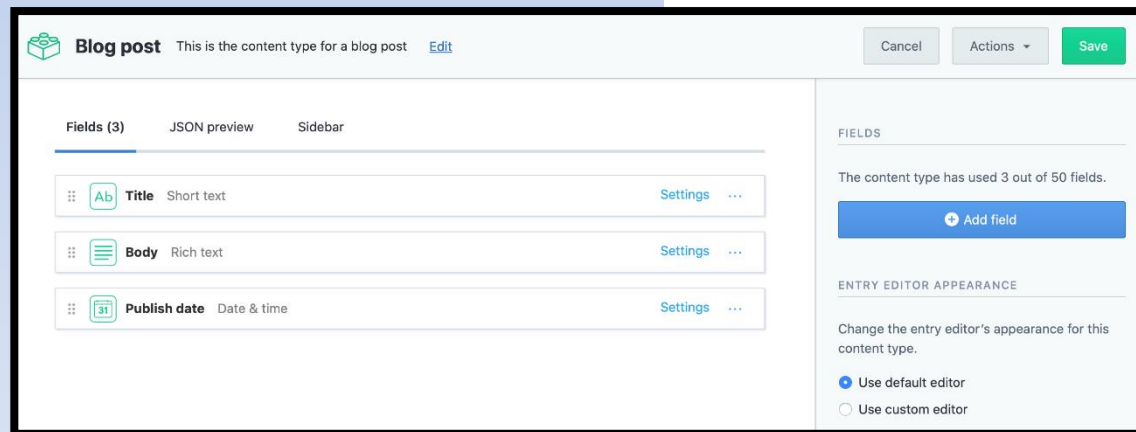 Blog post This is the content type for a blog post Edit
Cancel Actions Save
Fields (3) JSON preview Sidebar
Ab Title Short text Settings ...
Body Rich text Settings ...
31 Publish date Date & time Settings ...
FIELDS
The content type has used 3 out of 50 fields.
Add field
ENTRY EDITOR APPEARANCE
Change the entry editor's appearance for this
content type.
Use default editor
Use custom editor